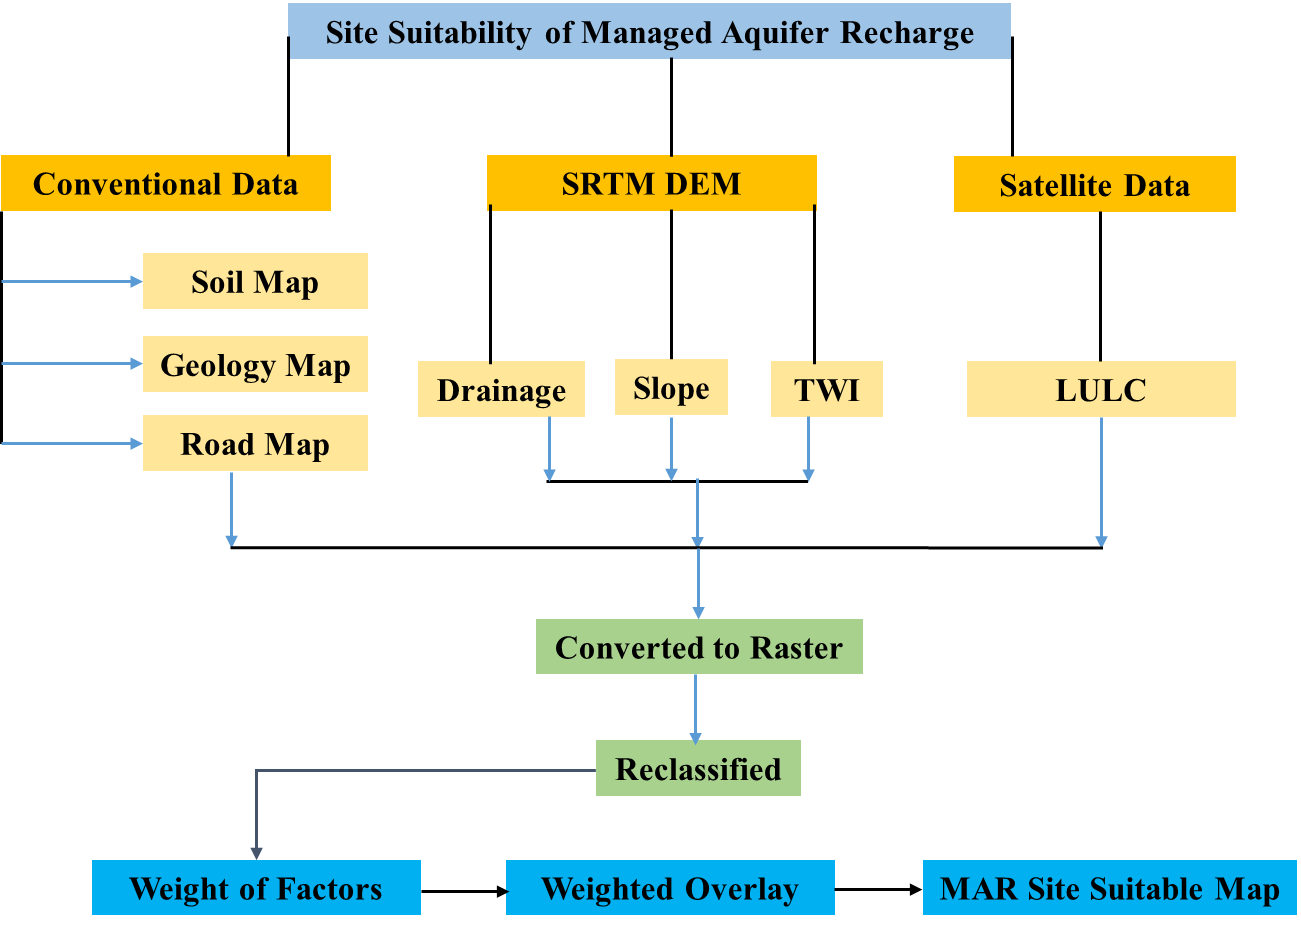 Site Suitability of Managed Aquifer Recharge
Conventional Data
SRTM DEM
Satellite Data
Soil Map
Geology Map
Road Map
Drainage
Slope
TWI
LULC
Converted to Raster
Reclassified
Weight of Factors
Weighted Overlay
MAR Site Suitable Map